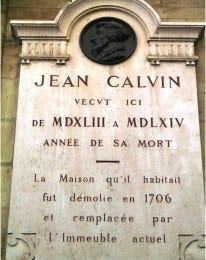 JEAN CALVIN
VECUT ICI
DE MDXLIII A MDLXIV
ANNÉE DE SA MORT
La Maison qu'il habitait
fut démolie en 1706
et remplacée par
l'Immeuble actuel